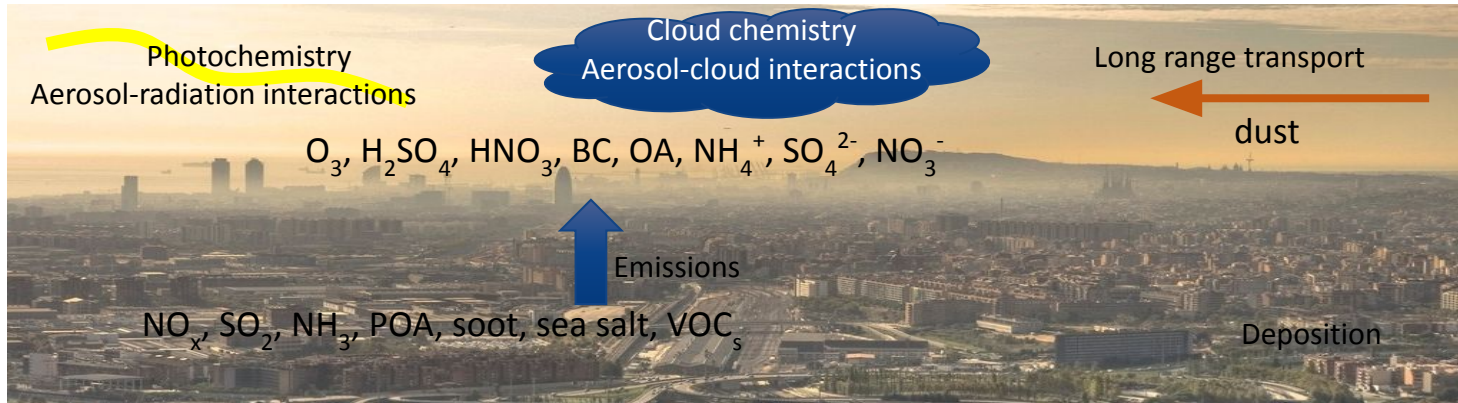 Photochemistry
Aerosol-radiation interactions
Cloud chemistry
Aerosol-cloud interactions
Long range transport
dust
O₃, H₂SO₄, HNO₃, BC, OA, NH₄⁺, SO₄²⁻, NO₃⁻
Emissions
NOₓ, SO₂, NH₃, POA, soot, sea salt, VOCₛ
Deposition